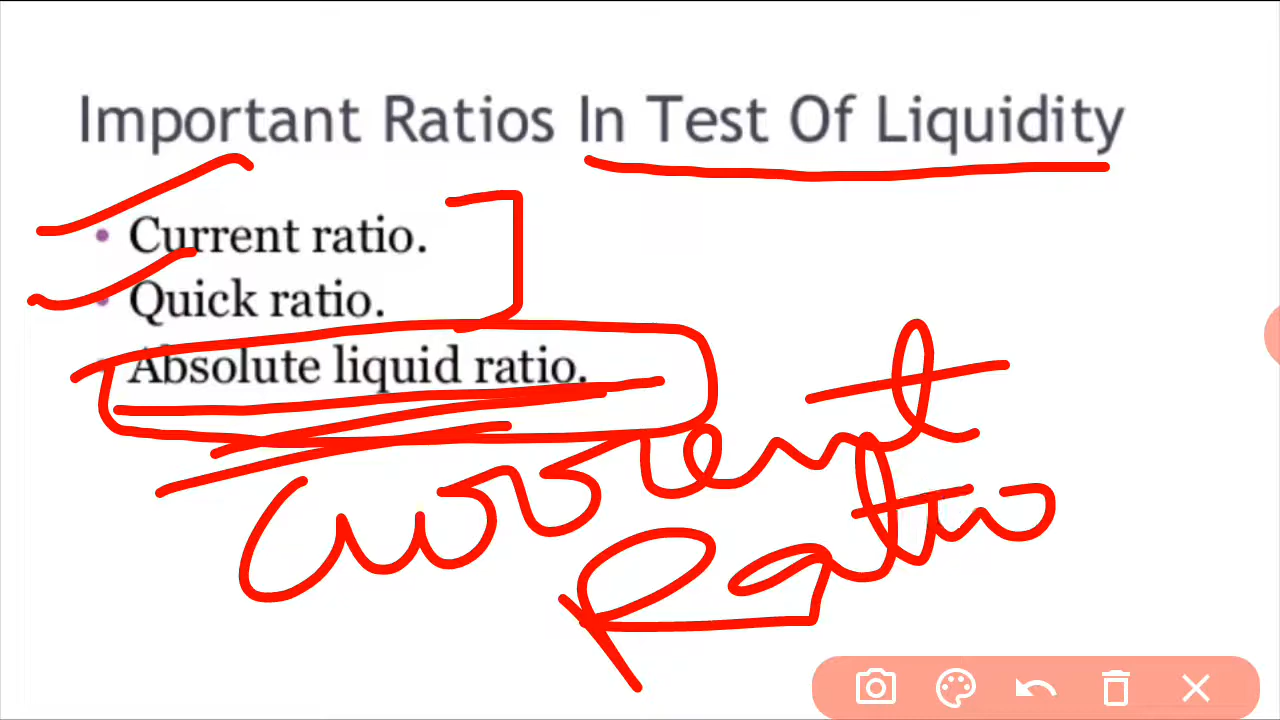 Important Ratios In Test Of Liquidity
• Current ratio.
• Quick ratio.
• Absolute liquid ratio.
Current
Ratio